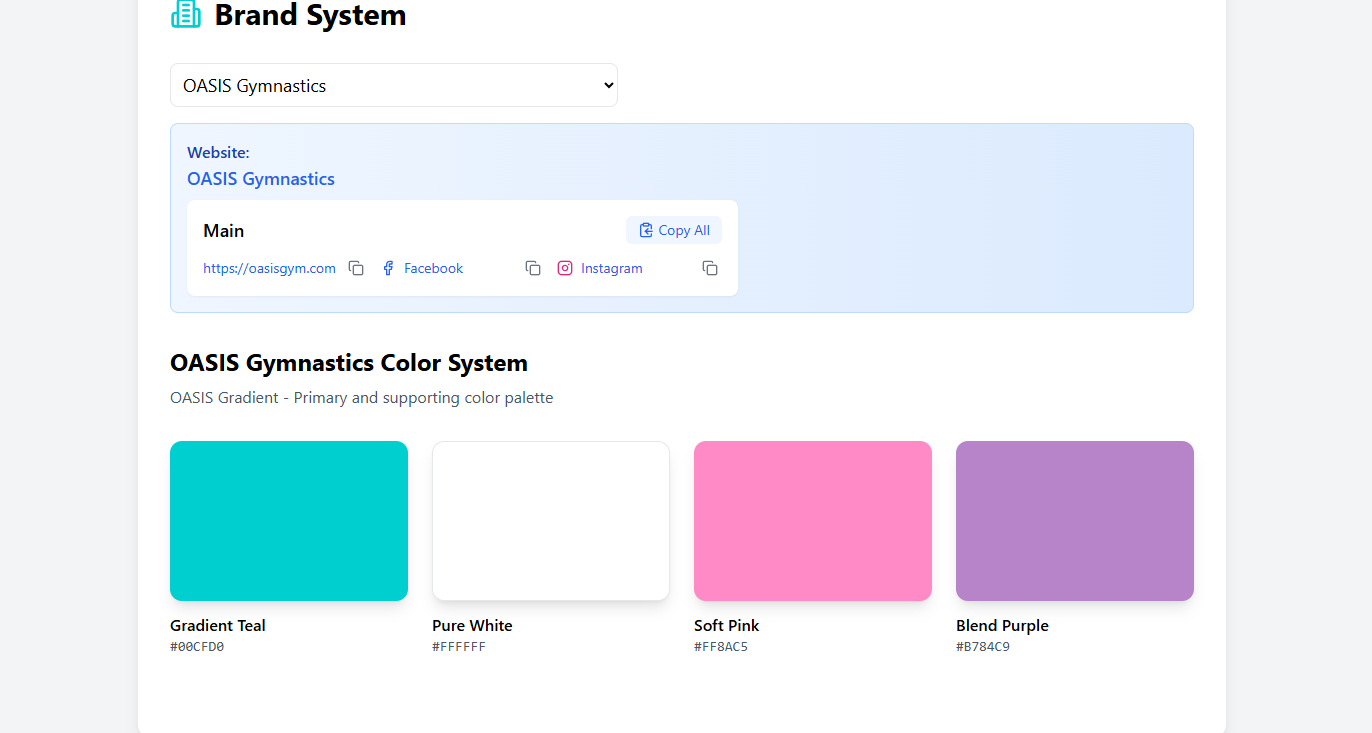 Brand System
OASIS Gymnastics
Website:
OASIS Gymnastics
Main
Copy All
https://oasisgym.com
Facebook
Instagram
OASIS Gymnastics Color System
OASIS Gradient - Primary and supporting color palette
Gradient Teal
#00CFD0
Pure White
#FFFFFF
Soft Pink
#FF8AC5
Blend Purple
#B784C9